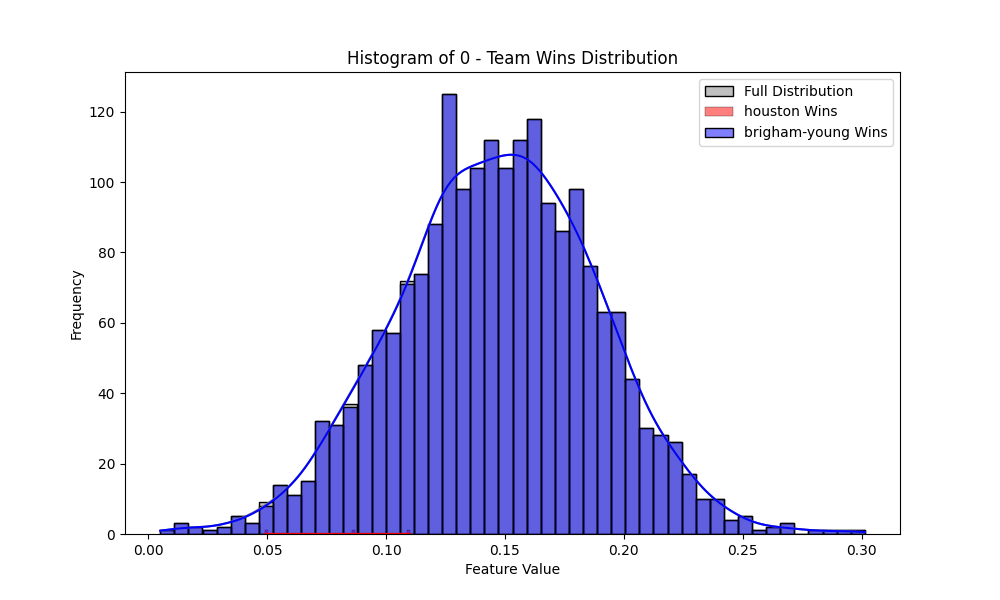 Histogram of 0 - Team Wins Distribution
Full Distribution
houston Wins
brigham-young Wins
Frequency
120
100
80
60
40
20
0
0.00 0.05 0.10 0.15 0.20 0.25 0.30
Feature Value